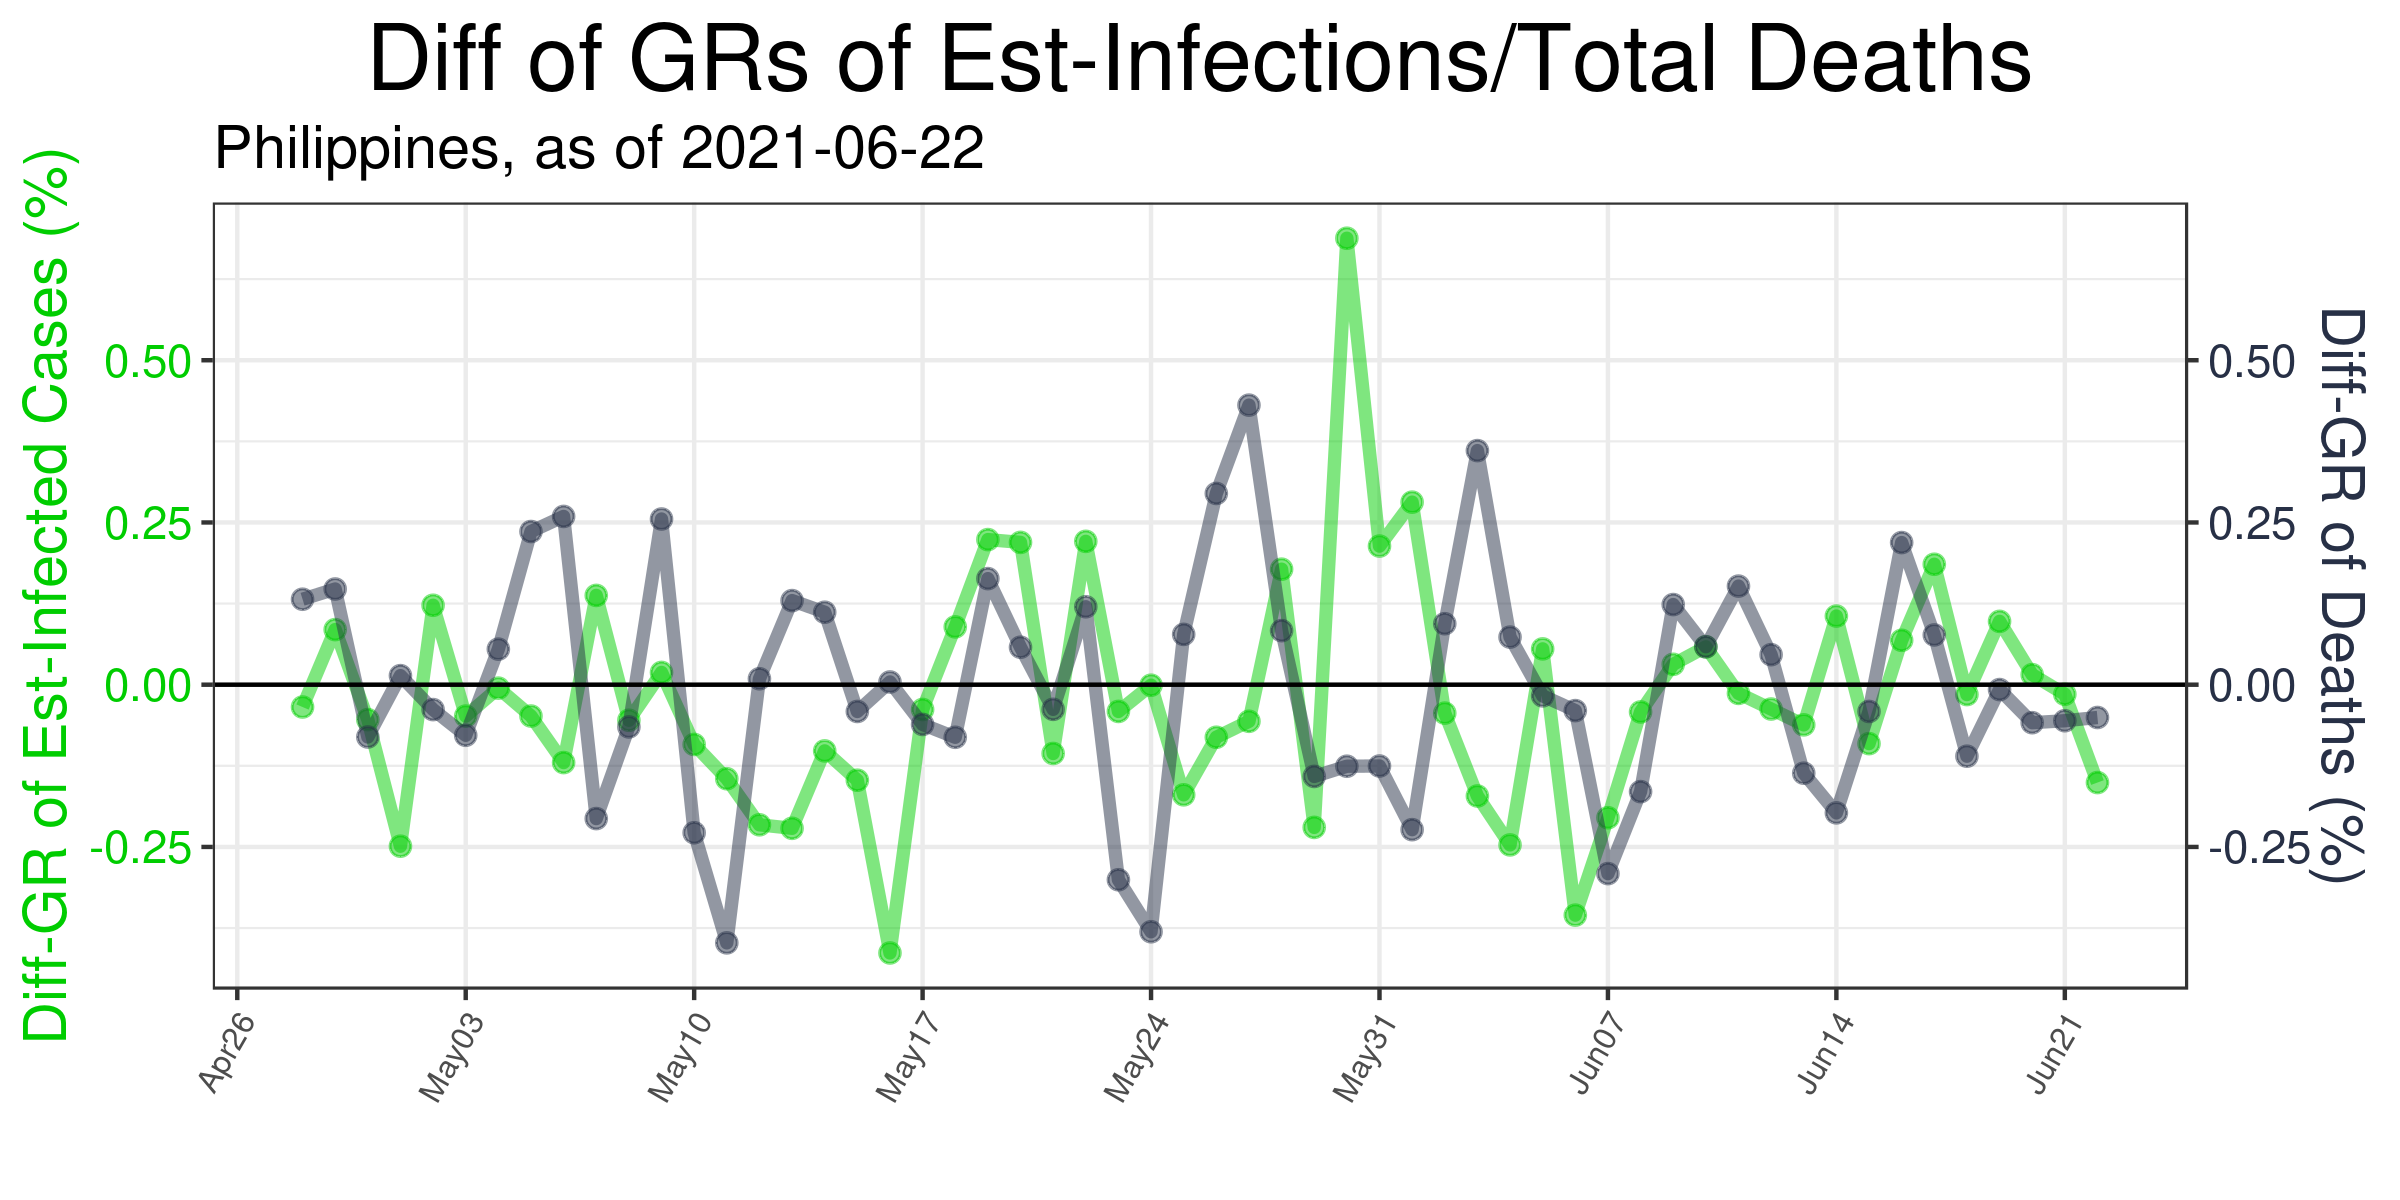 Diff of GRs of Est-Infections/Total Deaths
Philippines, as of 2021-06-22
Diff-GR of Est-Infected Cases (%)
0.50
0.25
0.00
-0.25
0.50
0.25
0.00
-0.25
Diff-GR of Deaths (%)
Apr26
May03
May10
May17
May24
May31
Jun07
Jun14
Jun21